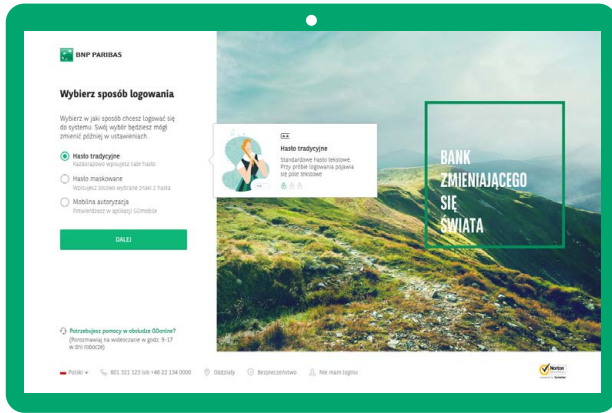 BNP PARIBAS
Wybierz sposób logowania
Wybierz w jaki sposób chcesz logować się
do systemu. Swój wybór będziesz mógł
zmienić później w ustawieniach.
Hasło tradycyjne
Każdorazowo wpisujesz całe hasło
Hasło maskowane
Wpisujesz losowo wybrane znaki z hasła
Mobilna autoryzacja
Potwierdzasz w aplikacji GOmobile
DALEJ
Hasło tradycyjne
Standardowe hasło tekstowe.
Przy próbie logowania pojawia
się pole tekstowe
BANK
ZMIENIAJĄCEGO
SIĘ
ŚWIATA
Potrzebujesz pomocy w obsłudze GOonline?
(Porozmawiaj na wideoczacie w godz. 9-17
w dni robocze)
Polski
801 321 123 lub +48 22 134 0000
Oddziały
Bezpieczeństwo
Nie mam loginu
Norton